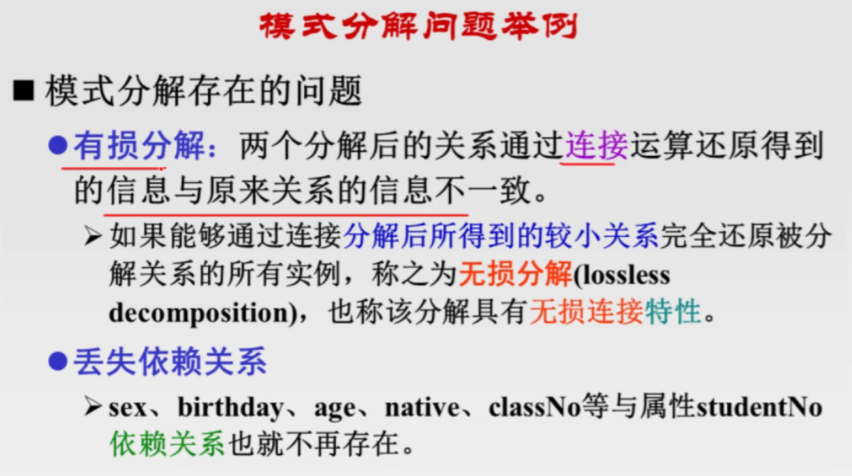 模式分解问题举例
■ 模式分解存在的问题
●有损分解：两个分解后的关系通过连接运算还原得到
的信息与原来关系的信息不一致。
➢如果能够通过连接分解后所得到的较小关系完全还原被分
解关系的所有实例，称之为无损分解(lossless
decomposition)，也称该分解具有无损连接特性。
●丢失依赖关系
➢sex、birthday、age、native、classNo等与属性studentNo
依赖关系也就不再存在。